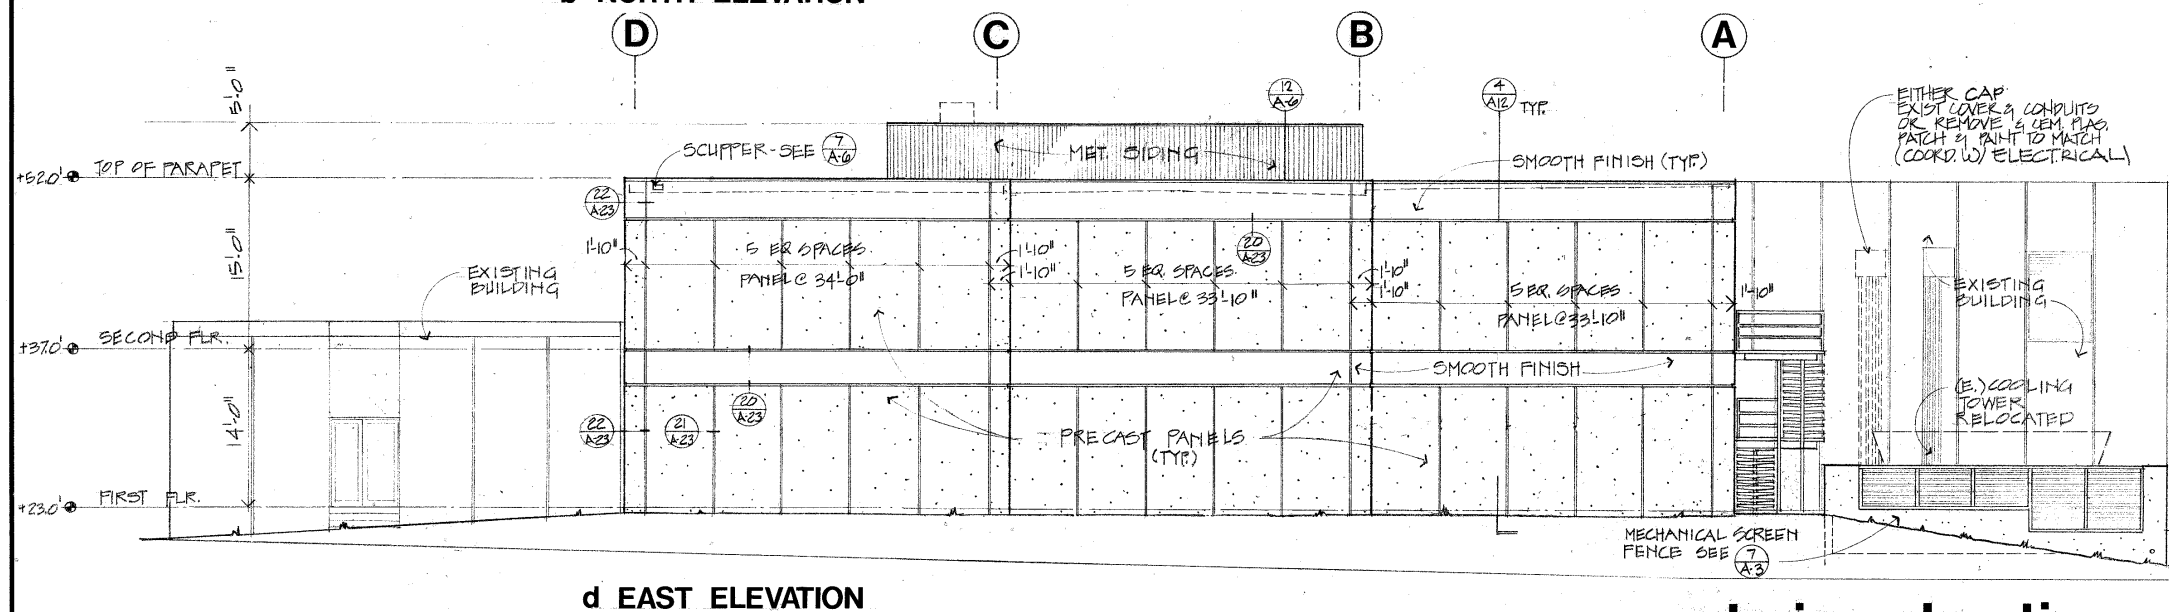 b NORTH ELEVATION
D
C
B
A
5'-0"
12
A-6
4
A12
TYP.
EITHER CAP
EXIST COVER & CONDUITS
OR REMOVE & CEM. PLAS.
PATCH & PAINT TO MATCH
(COORD. W/ ELECTRICAL)
SCUPPER-SEE 7
A-6
MET. SIDING
SMOOTH FINISH (TYP.)
+52.0' TOP OF PARAPET
22
A-23
15'-0"
1'-10"
5 EQ SPACES
PANEL @ 34'-0"
1'-10"
1'-10"
5 EQ. SPACES
PANEL @ 33'-10"
20
A-23
1'-10"
1'-10"
5 EQ. SPACES
PANEL @ 33'-10"
1'-10"
EXISTING
BUILDING
EXISTING
BUILDING
+37.0' SECOND FLR.
SMOOTH FINISH
14'-0"
20
A-23
22
A-23
21
A-23
PRECAST PANELS
(TYP.)
(E.) COOLING
TOWER
RELOCATED
+23.0' FIRST FLR.
MECHANICAL SCREEN
FENCE SEE 7
A-3
d EAST ELEVATION